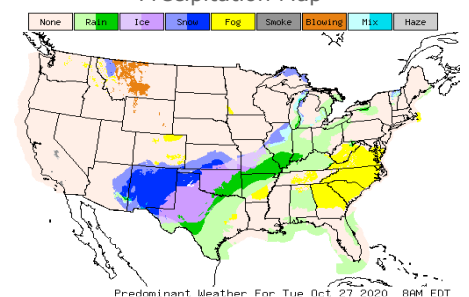 Precipitation Map
None Rain Ice Snow Fog Smoke Blowing Mix Haze
Predominant Weather For Tue Oct 27 2020 8AM EDT